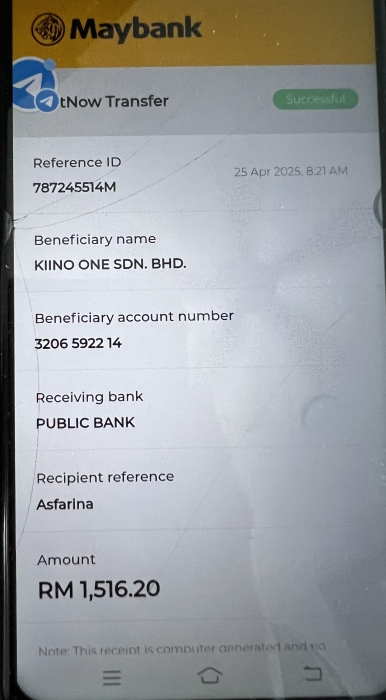 Maybank
tNow Transfer
Successful
Reference ID
25 Apr 2025, 8:21 AM
787245514M
Beneficiary name
KIINO ONE SDN. BHD.
Beneficiary account number
3206 5922 14
Receiving bank
PUBLIC BANK
Recipient reference
Asfarina
Amount
RM 1,516.20
Note: This receipt is computer generated and no